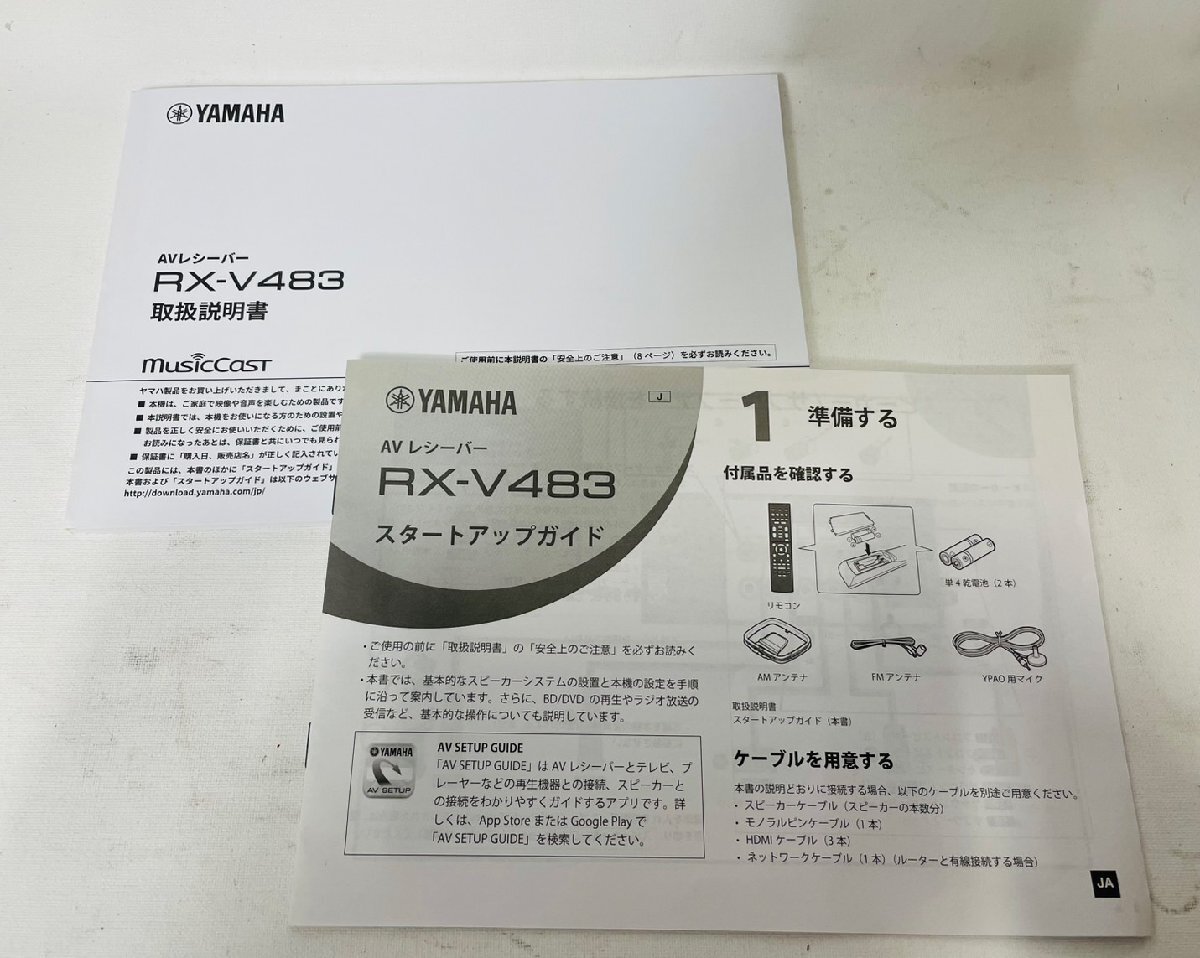 YAMAHA
AVレシーバー
RX-V483
取扱説明書
MusicCast
ご使用前に本説明書の「安全上のご注意」(8ページ)を必ずお読みください。
ヤマハ製品をお買い上げいただきまして、まことにあり
■ 本機は、ご家庭で映像や音声を楽しむための製品です
■ 本説明書では、本機をお使いになる方のための設置や
■ 製品を正しく安全にお使いいただくために、ご使用前
お読みになったあとは、保証書と共にいつでも見られ
■ 保証書に「購入日、販売店名」が正しく記入されてい
この製品には、本書のほかに「スタートアップガイド」
本書および「スタートアップガイド」は以下のウェブサ
http://download.yamaha.com/jp/
YAMAHA
J
AV レシーバー
RX-V483
スタートアップガイド
・ご使用の前に「取扱説明書」の「安全上のご注意」を必ずお読みく
ださい。
・本書では、基本的なスピーカーシステムの設置と本機の設定を手順
に沿って案内しています。さらに、BD/DVD の再生やラジオ放送の
受信など、基本的な操作についても説明しています。
YAMAHA
AV SETUP
AV SETUP GUIDE
「AV SETUP GUIDE」は AV レシーバーとテレビ、プ
レーヤーなどの再生機器との接続、スピーカーと
の接続をわかりやすくガイドするアプリです。詳
しくは、App Store または Google Play で
「AV SETUP GUIDE」を検索してください。
1 準備する
付属品を確認する
リモコン
単 4 乾電池(2 本)
AM アンテナ
FM アンテナ
YPAO 用マイク
取扱説明書
スタートアップガイド(本書)
ケーブルを用意する
本書の説明どおりに接続する場合、以下のケーブルを別途ご用意ください。
・ スピーカーケーブル(スピーカーの本数分)
・ モノラルピンケーブル(1 本)
・ HDMI ケーブル(3 本)
・ ネットワークケーブル(1 本)(ルーターと有線接続する場合)
JA